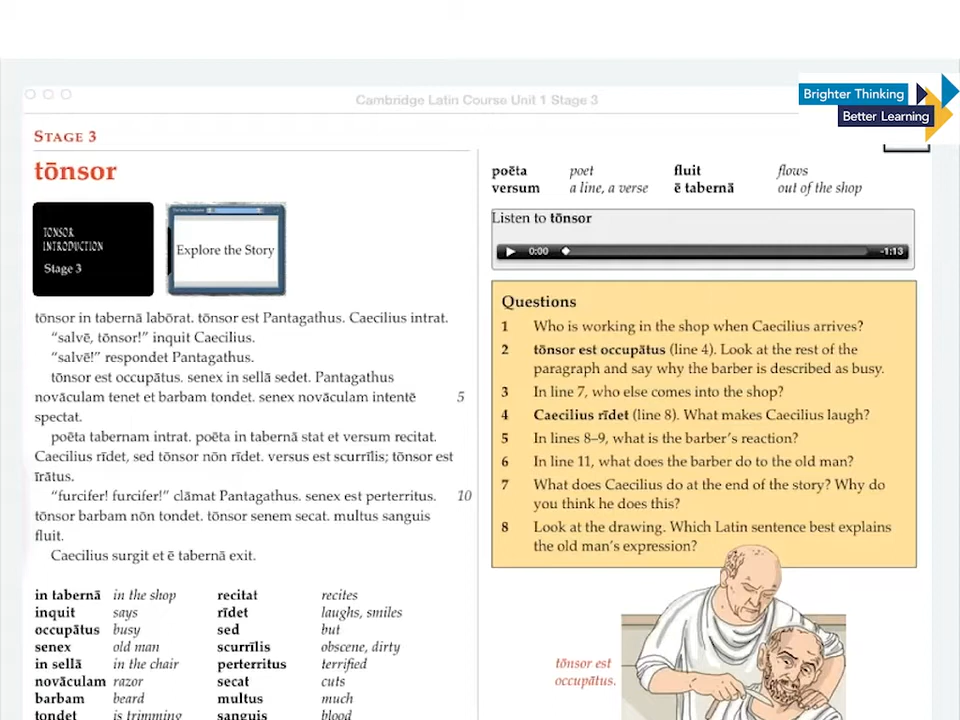 Brighter Thinking
Better Learning
Cambridge Latin Course Unit 1 Stage 3
STAGE 3
tōnsor
TONSOR
INTRODUCTION
Stage 3
Explore the Story
tōnsor in tabernā labōrat. tōnsor est Pantagathus. Caecilius intrat.
“salvē, tōnsor!” inquit Caecilius.
“salvē!” respondet Pantagathus.
tōnsor est occupātus. senex in sellā sedet. Pantagathus
novāculam tenet et barbam tondet. senex novāculam intentē 5
spectat.
poēta tabernam intrat. poēta in tabernā stat et versum recitat.
Caecilius rīdet, sed tōnsor nōn rīdet. versus est scurrīlis; tōnsor est
īrātus.
“furcifer! furcifer!” clāmat Pantagathus. senex est perterritus. 10
tōnsor barbam nōn tondet. tōnsor senem secat. multus sanguis
fluit.
Caecilius surgit et ē tabernā exit.
in tabernā in the shop recitat recites
inquit says rīdet laughs, smiles
occupātus busy sed but
senex old man scurrīlis obscene, dirty
in sellā in the chair perterritus terrified
novāculam razor secat cuts
barbam beard multus much
tondet is trimming sanguis blood
poēta poet fluit flows
versum a line, a verse ē tabernā out of the shop
Listen to tōnsor
0:00 -1:13
Questions
1 Who is working in the shop when Caecilius arrives?
2 tōnsor est occupātus (line 4). Look at the rest of the
paragraph and say why the barber is described as busy.
3 In line 7, who else comes into the shop?
4 Caecilius rīdet (line 8). What makes Caecilius laugh?
5 In lines 8–9, what is the barber’s reaction?
6 In line 11, what does the barber do to the old man?
7 What does Caecilius do at the end of the story? Why do
you think he does this?
8 Look at the drawing. Which Latin sentence best explains
the old man’s expression?
tōnsor est
occupātus.